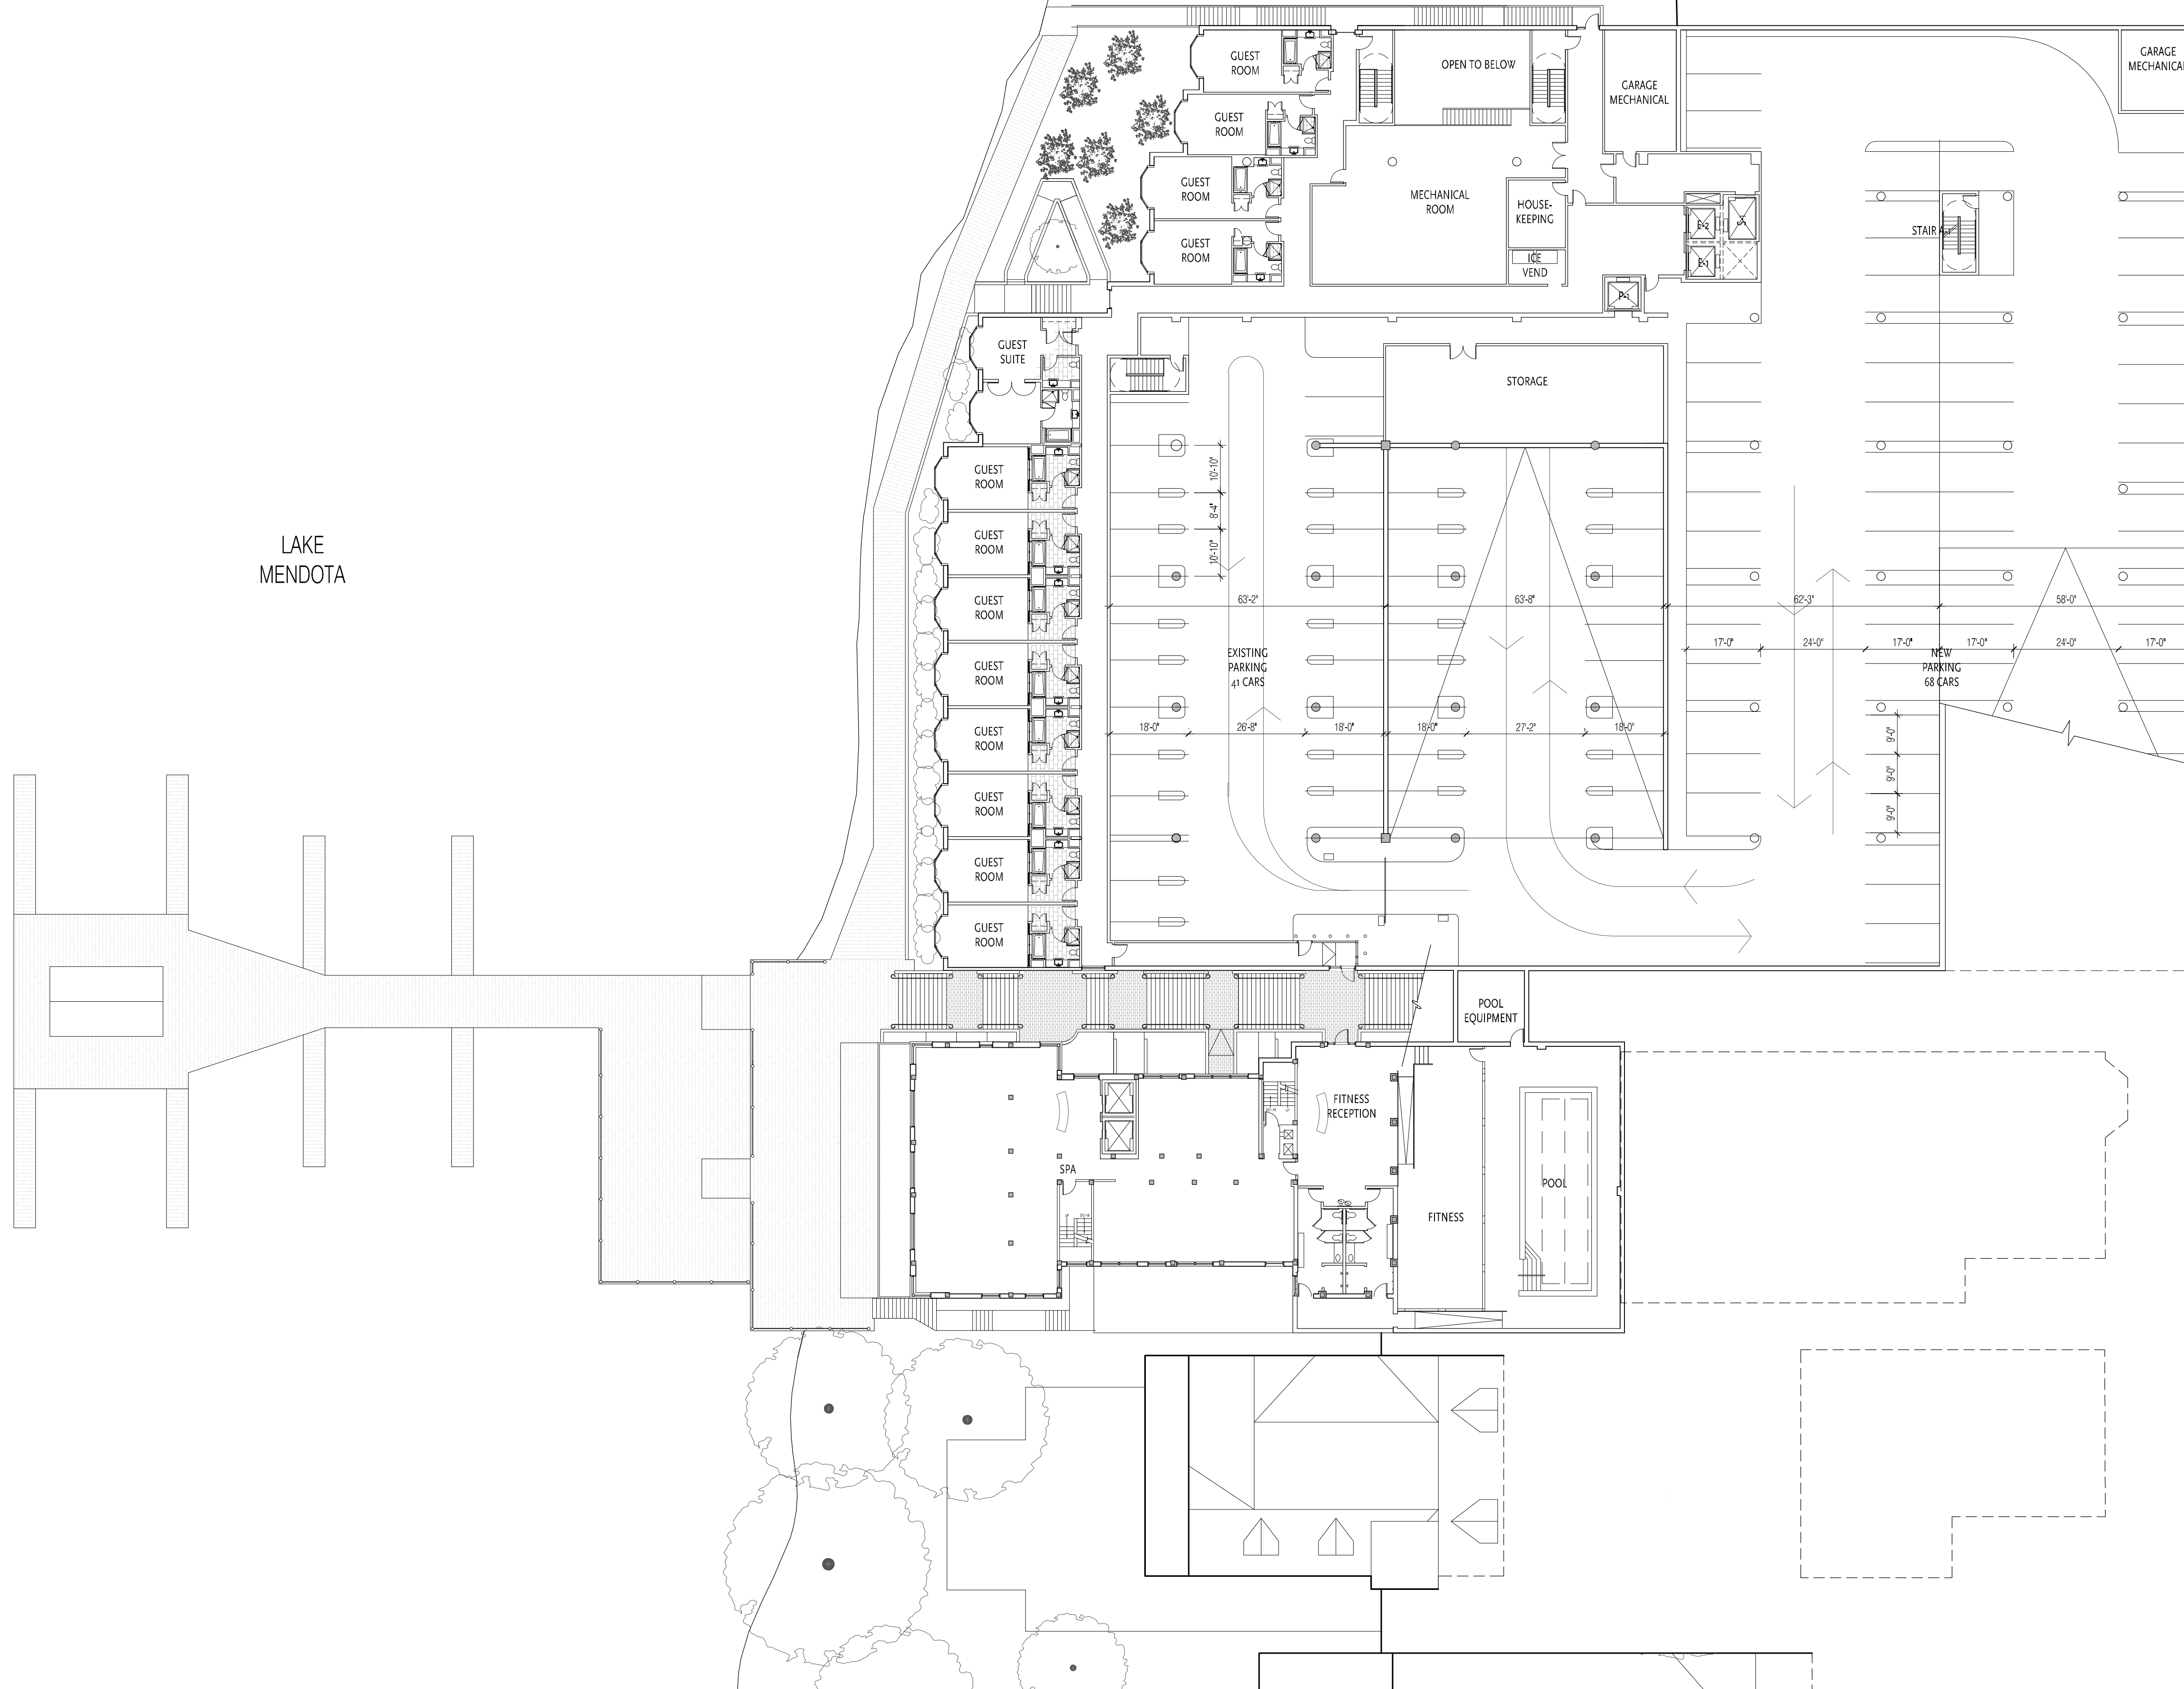 GUEST
ROOM
OPEN TO BELOW
GARAGE
MECHANICAL
GARAGE
MECHANICAL
GUEST
ROOM
GUEST
ROOM
MECHANICAL
ROOM
HOUSE-
KEEPING
E-2
S-1
STAIR
GUEST
ROOM
E-1
ICE
VEND
P-1
GUEST
SUITE
STORAGE
GUEST
ROOM
10'-10"
8'-4"
10'-10"
LAKE
MENDOTA
GUEST
ROOM
GUEST
ROOM
63'-2"
63'-8"
62'-3"
58'-0"
17'-0"
24'-0"
17'-0"
17'-0"
24'-0"
17'-0"
GUEST
ROOM
EXISTING
PARKING
41 CARS
NEW
PARKING
68 CARS
GUEST
ROOM
18'-0"
26'-8"
18'-0"
18'-0"
27'-2"
18'-0"
9'-0"
9'-0"
9'-0"
GUEST
ROOM
GUEST
ROOM
GUEST
ROOM
POOL
EQUIPMENT
FITNESS
RECEPTION
SPA
POOL
FITNESS